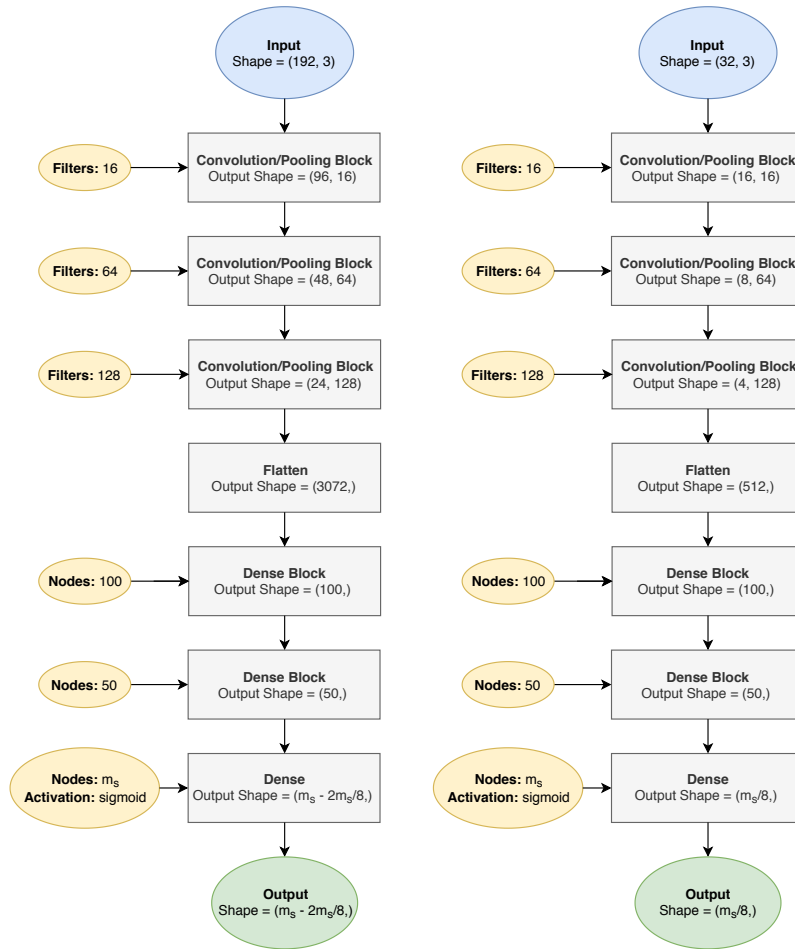 Input
Shape = (192, 3)
Filters: 16
Convolution/Pooling Block
Output Shape = (96, 16)
Filters: 64
Convolution/Pooling Block
Output Shape = (48, 64)
Filters: 128
Convolution/Pooling Block
Output Shape = (24, 128)
Flatten
Output Shape = (3072,)
Nodes: 100
Dense Block
Output Shape = (100,)
Nodes: 50
Dense Block
Output Shape = (50,)
Nodes: mₛ
Activation: sigmoid
Dense
Output Shape = (mₛ - 2mₛ/8,)
Output
Shape = (mₛ - 2mₛ/8,)
Input
Shape = (32, 3)
Filters: 16
Convolution/Pooling Block
Output Shape = (16, 16)
Filters: 64
Convolution/Pooling Block
Output Shape = (8, 64)
Filters: 128
Convolution/Pooling Block
Output Shape = (4, 128)
Flatten
Output Shape = (512,)
Nodes: 100
Dense Block
Output Shape = (100,)
Nodes: 50
Dense Block
Output Shape = (50,)
Nodes: mₛ
Activation: sigmoid
Dense
Output Shape = (mₛ/8,)
Output
Shape = (mₛ/8,)